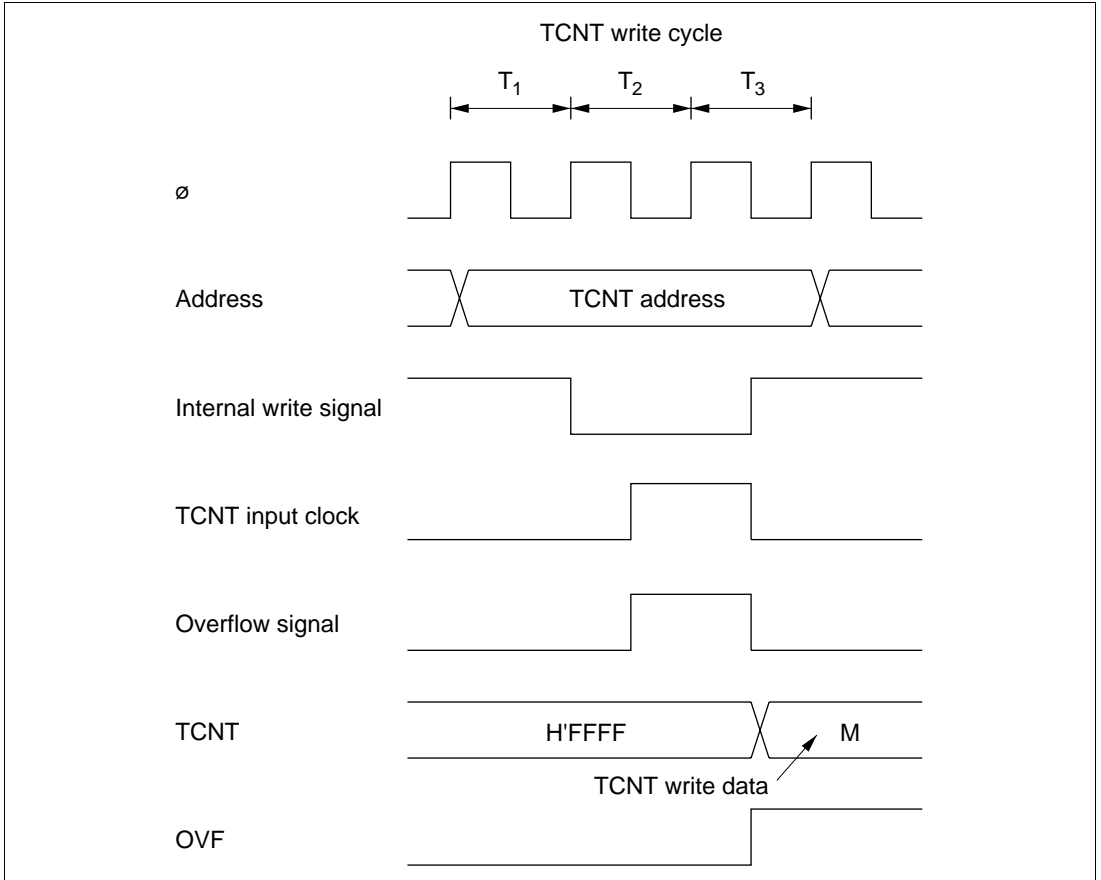 TCNT write cycle
T1 T2 T3
ø
Address TCNT address
Internal write signal
TCNT input clock
Overflow signal
TCNT H'FFFF M
TCNT write data
OVF